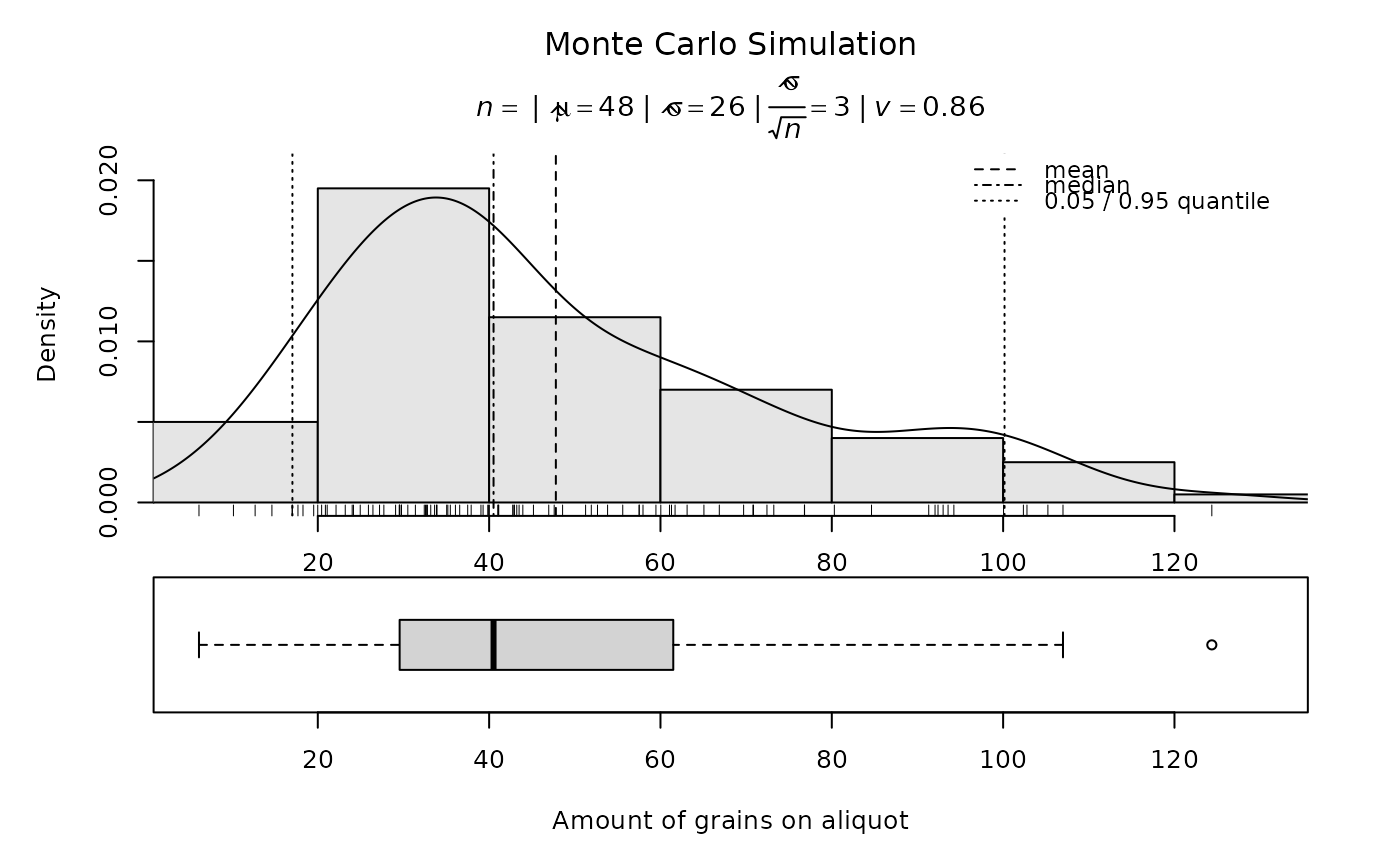 Monte Carlo Simulation
n = | μ̂ = 48 | σ̂ = 26 | σ̂/√n = 3 | v = 0.86
mean
median
0.05 / 0.95 quantile
Density
0.020
0.010
0.000
20 40 60 80 100 120
20 40 60 80 100 120
Amount of grains on aliquot